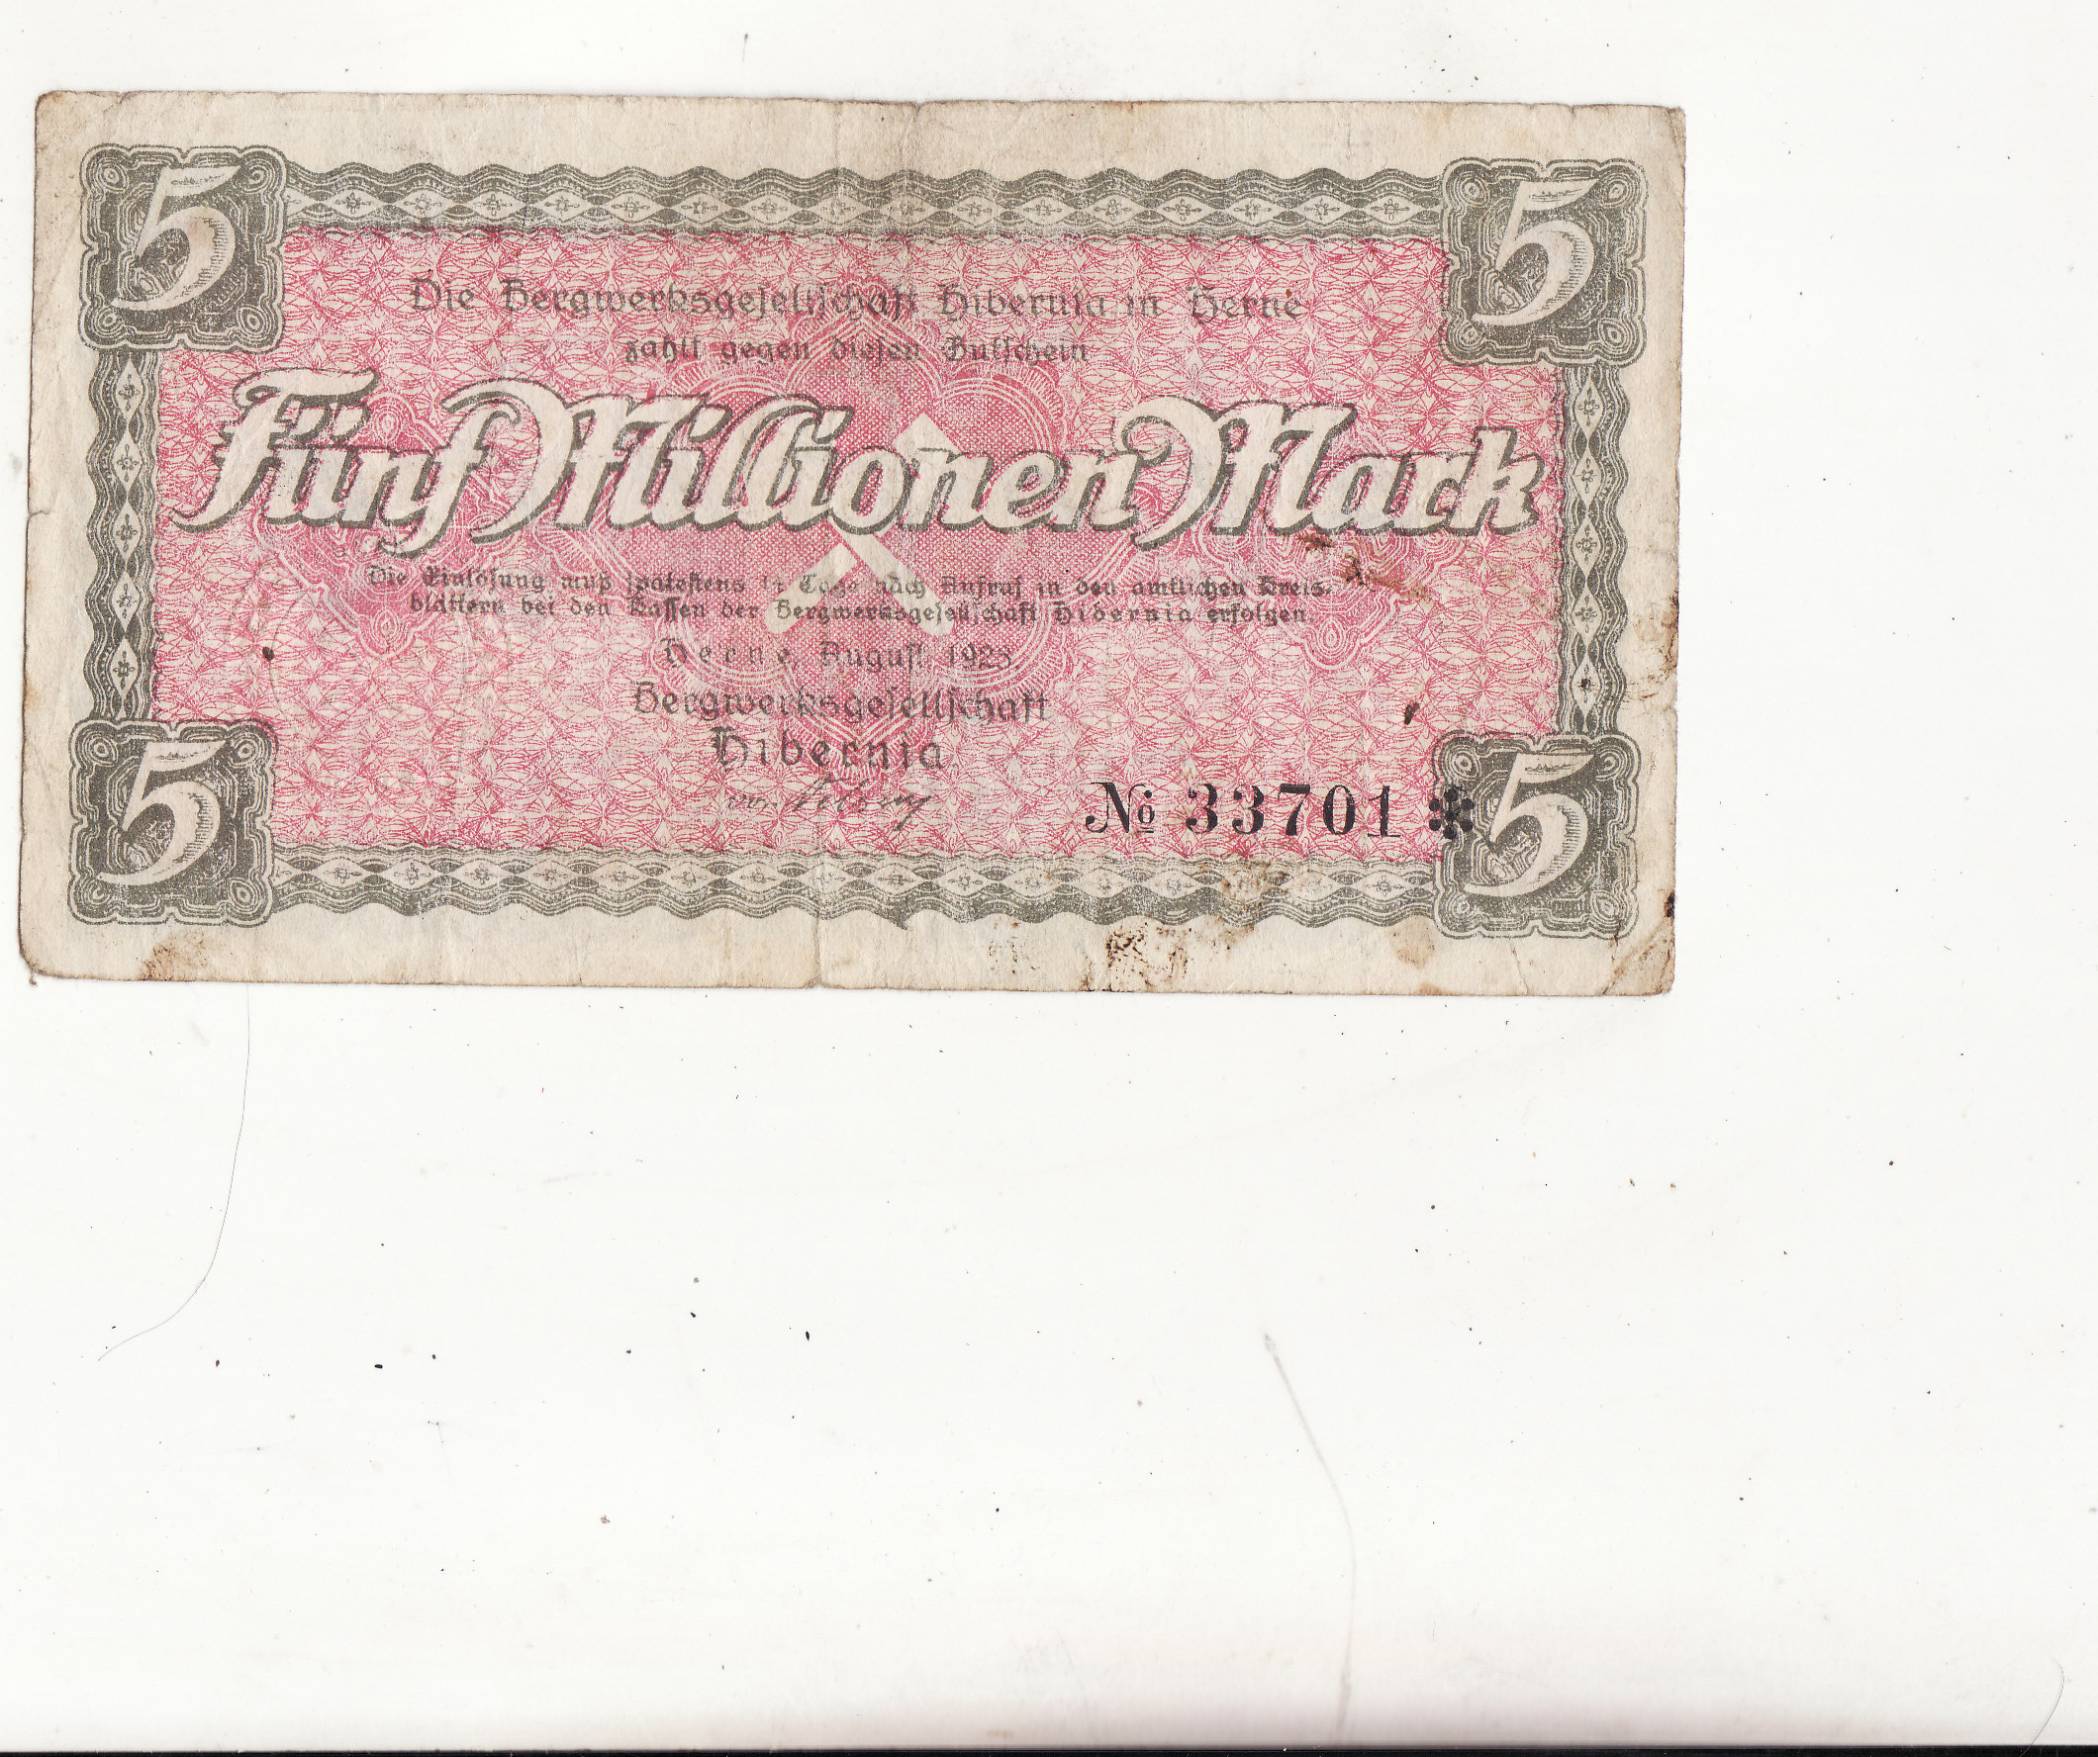 5 5
Die Bergwerksgesellschaft Hibernia in Herne
zahlt gegen diesen Gutschein
Fünf Millionen Mark
Die Einlösung muß spätestens Tage nach Aufruf in den amtlichen Kreis-
blättern bei den Kassen der Bergwerksgesellschaft Hibernia erfolgen.
Herne, August 1923
Bergwerksgesellschaft
Hibernia
№ 33701 *
5 5